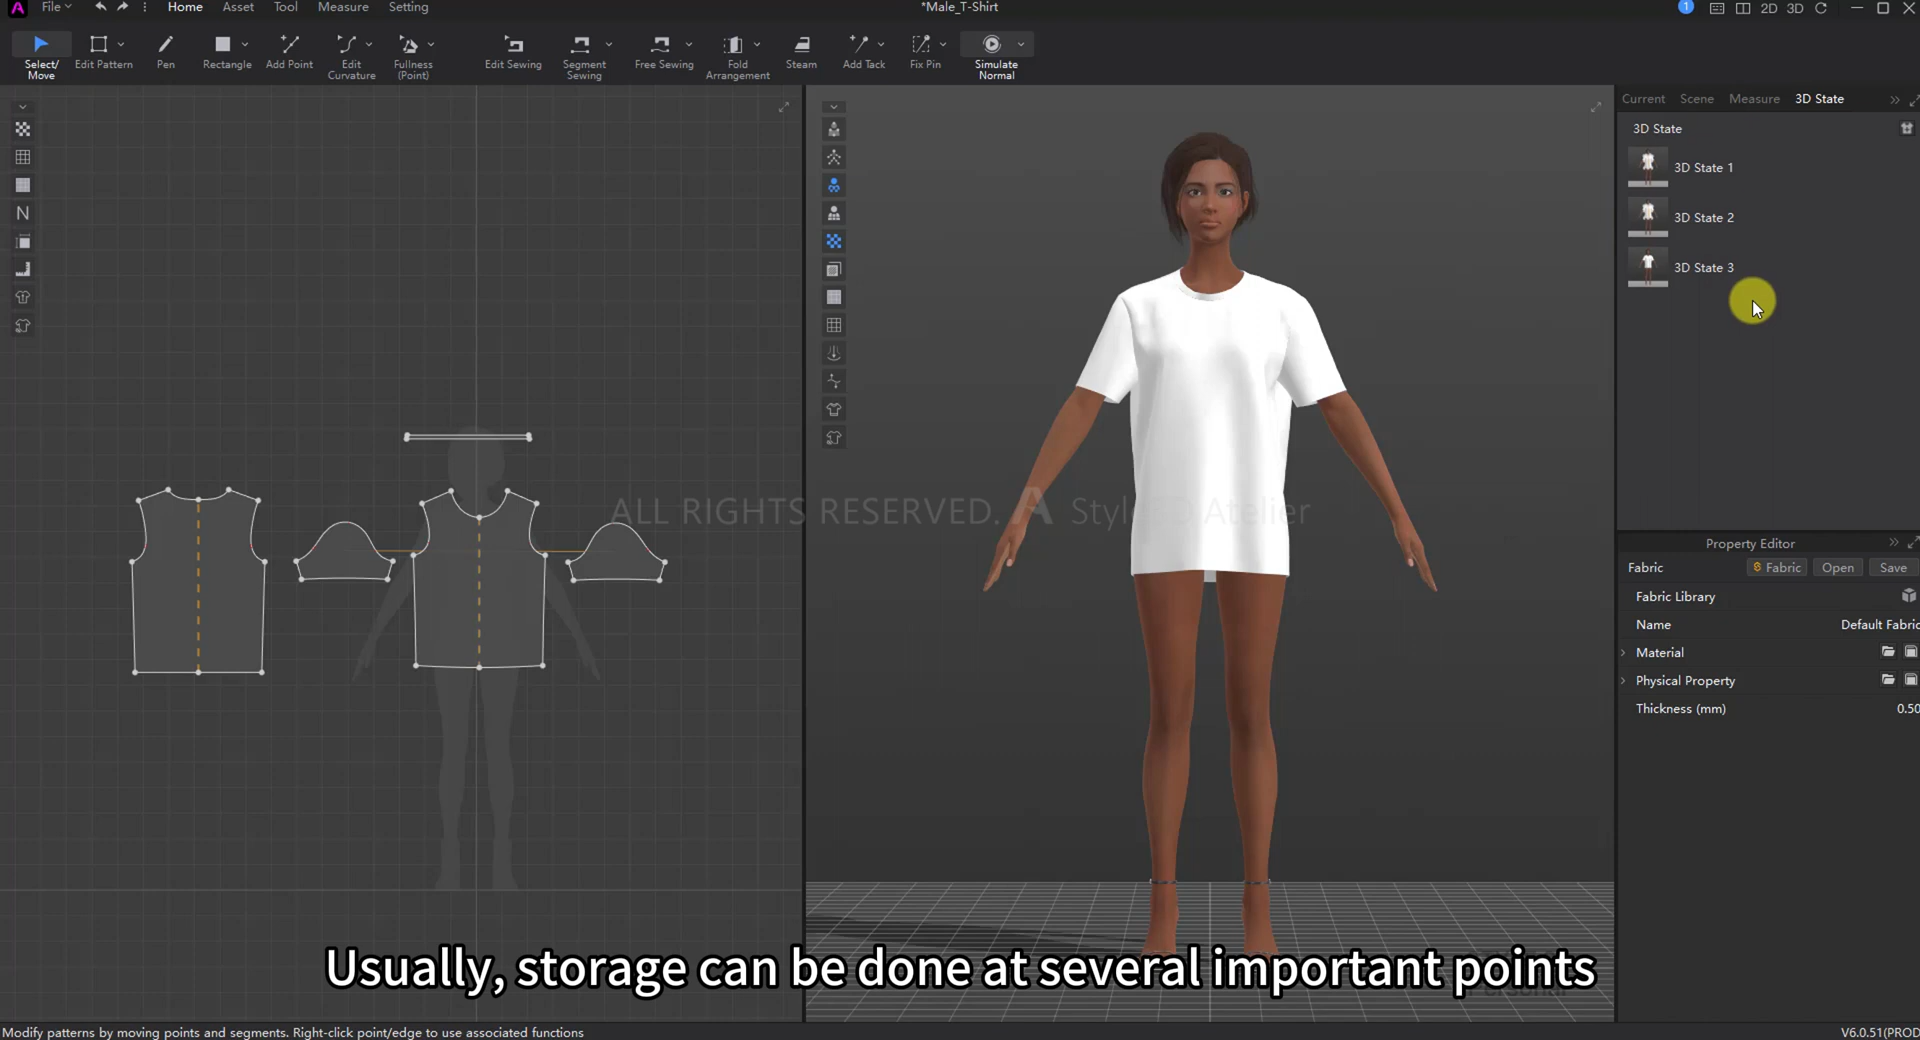 File
Home
Asset
Tool
Measure
Setting
*Male_T-Shirt
1
2D
3D
Select/
Move
Edit Pattern
Pen
Rectangle
Add Point
Edit
Curvature
Fullness
(Point)
Edit Sewing
Segment
Sewing
Free Sewing
Fold
Arrangement
Steam
Add Tack
Fix Pin
Simulate
Normal
Current
Scene
Measure
3D State
3D State
3D State 1
3D State 2
3D State 3
ALL RIGHTS RESERVED.
Property Editor
Fabric
Fabric
Open
Save
Fabric Library
Name
Default Fabric
Material
Physical Property
Thickness (mm)
0.50
Usually, storage can be done at several important points
Modify patterns by moving points and segments. Right-click point/edge to use associated functions
V6.0.51(PROD